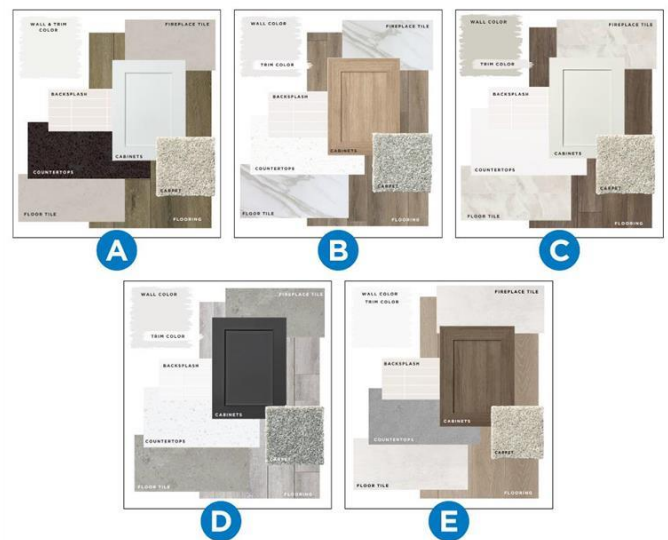 WALL & TRIM
COLOR
FIREPLACE TILE
BACKSPLASH
CABINETS
COUNTERTOPS
CARPET
FLOOR TILE
FLOORING
A
WALL COLOR
FIREPLACE TILE
TRIM COLOR
BACKSPLASH
CABINETS
COUNTERTOPS
CARPET
FLOOR TILE
FLOORING
B
WALL COLOR
FIREPLACE TILE
TRIM COLOR
CABINETS
COUNTERTOPS
CARPET
FLOOR TILE
FLOORING
C
WALL COLOR
FIREPLACE TILE
TRIM COLOR
BACKSPLASH
CABINETS
COUNTERTOPS
CARPET
FLOOR TILE
FLOORING
D
WALL COLOR
FIREPLACE TILE
TRIM COLOR
BACKSPLASH
CABINETS
COUNTERTOPS
CARPET
FLOOR TILE
FLOORING
E